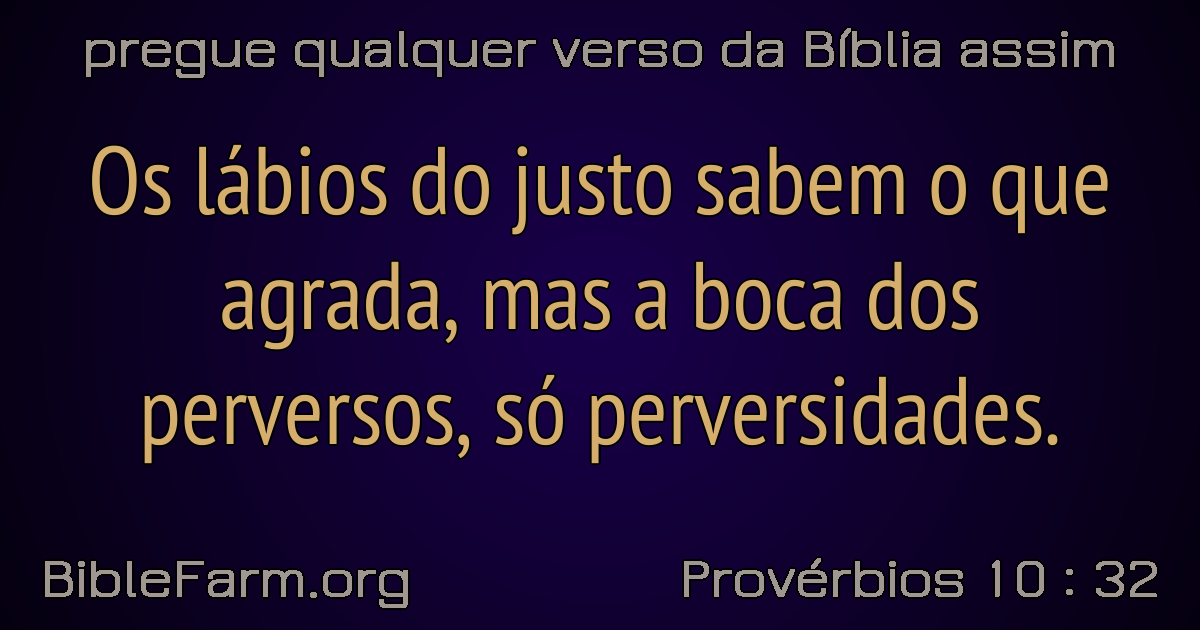 pregue qualquer verso da Bíblia assim
Os lábios do justo sabem o que
agrada, mas a boca dos
perversos, só perversidades.
BibleFarm.org
Provérbios 10 : 32